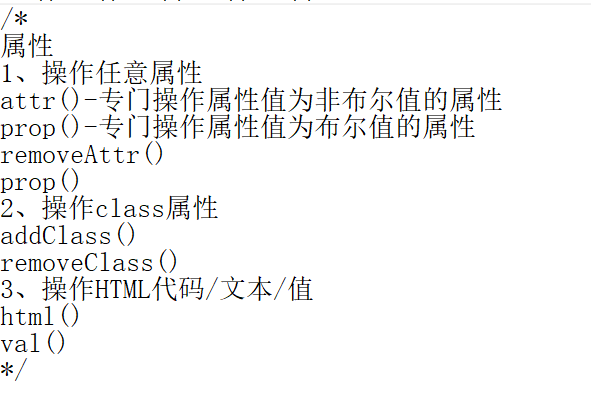 /*
属性
1、操作任意属性
attr()-专门操作属性值为非布尔值的属性
prop()-专门操作属性值为布尔值的属性
removeAttr()
prop()
2、操作class属性
addClass()
removeClass()
3、操作HTML代码/文本/值
html()
val()
*/